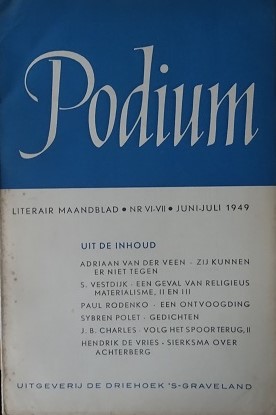 Podium
LITERAIR MAANDBLAD • NR VI-VII • JUNI-JULI 1949
UIT DE INHOUD
ADRIAAN VAN DER VEEN - ZIJ KUNNEN
ER NIET TEGEN
S. VESTDIJK - EEN GEVAL VAN RELIGIEUS
MATERIALISME, II EN III
PAUL RODENKO - EEN ONTVOOGDING
SYBREN POLET - GEDICHTEN
J. B. CHARLES - VOLG HET SPOOR TERUG, II
HENDRIK DE VRIES - SIERKSMA OVER
ACHTERBERG
UITGEVERIJ DE DRIEHOEK 'S-GRAVELAND